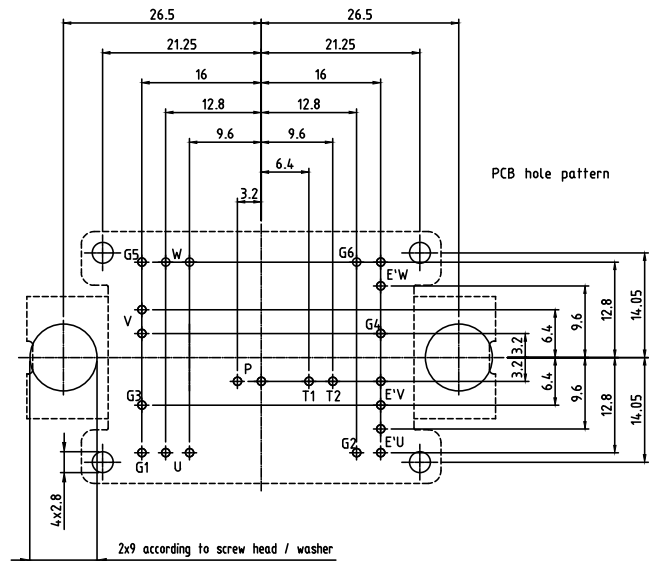 26.5 26.5
21.25 21.25
16 16
12.8 12.8
9.6 9.6
6.4
3.2
PCB hole pattern
G5 W G6
E'W
V G4
P
T1 T2 E'V
G3
G1 U G2 E'U
3.2 3.2 6.4 6.4 9.6 9.6 12.8 12.8 14.05 14.05
4x2.8
2x9 according to screw head / washer